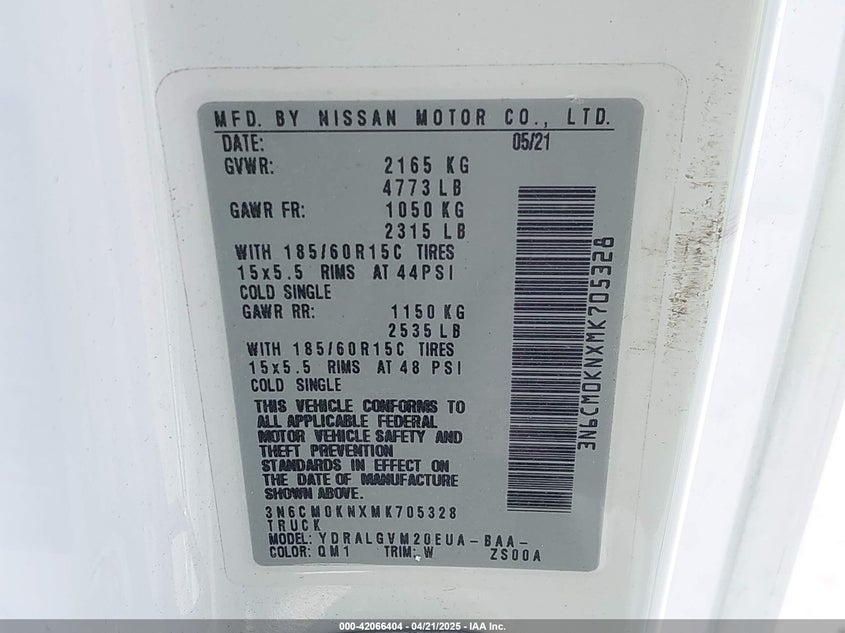 MFD. BY NISSAN MOTOR CO., LTD.
DATE: 05/21
GVWR: 2165 KG
4773 LB
GAWR FR: 1050 KG
2315 LB
WITH 185/60R15C TIRES
15x5.5 RIMS AT 44PSI
COLD SINGLE
GAWR RR: 1150 KG
2535 LB
WITH 185/60R15C TIRES
15x5.5 RIMS AT 48 PSI
COLD SINGLE
THIS VEHICLE CONFORMS TO
ALL APPLICABLE FEDERAL
MOTOR VEHICLE SAFETY AND
THEFT PREVENTION
STANDARDS IN EFFECT ON
THE DATE OF MANUFACTURE
SHOWN ABOVE.
3N6CM0KNXMK705328
TRUCK
MODEL: YDRALGVM20EUA-BAA-
COLOR: QM1 TRIM: W ZS00A
3N6CM0KNXMK705328
000-42066404 - 04/21/2025 - IAA Inc.